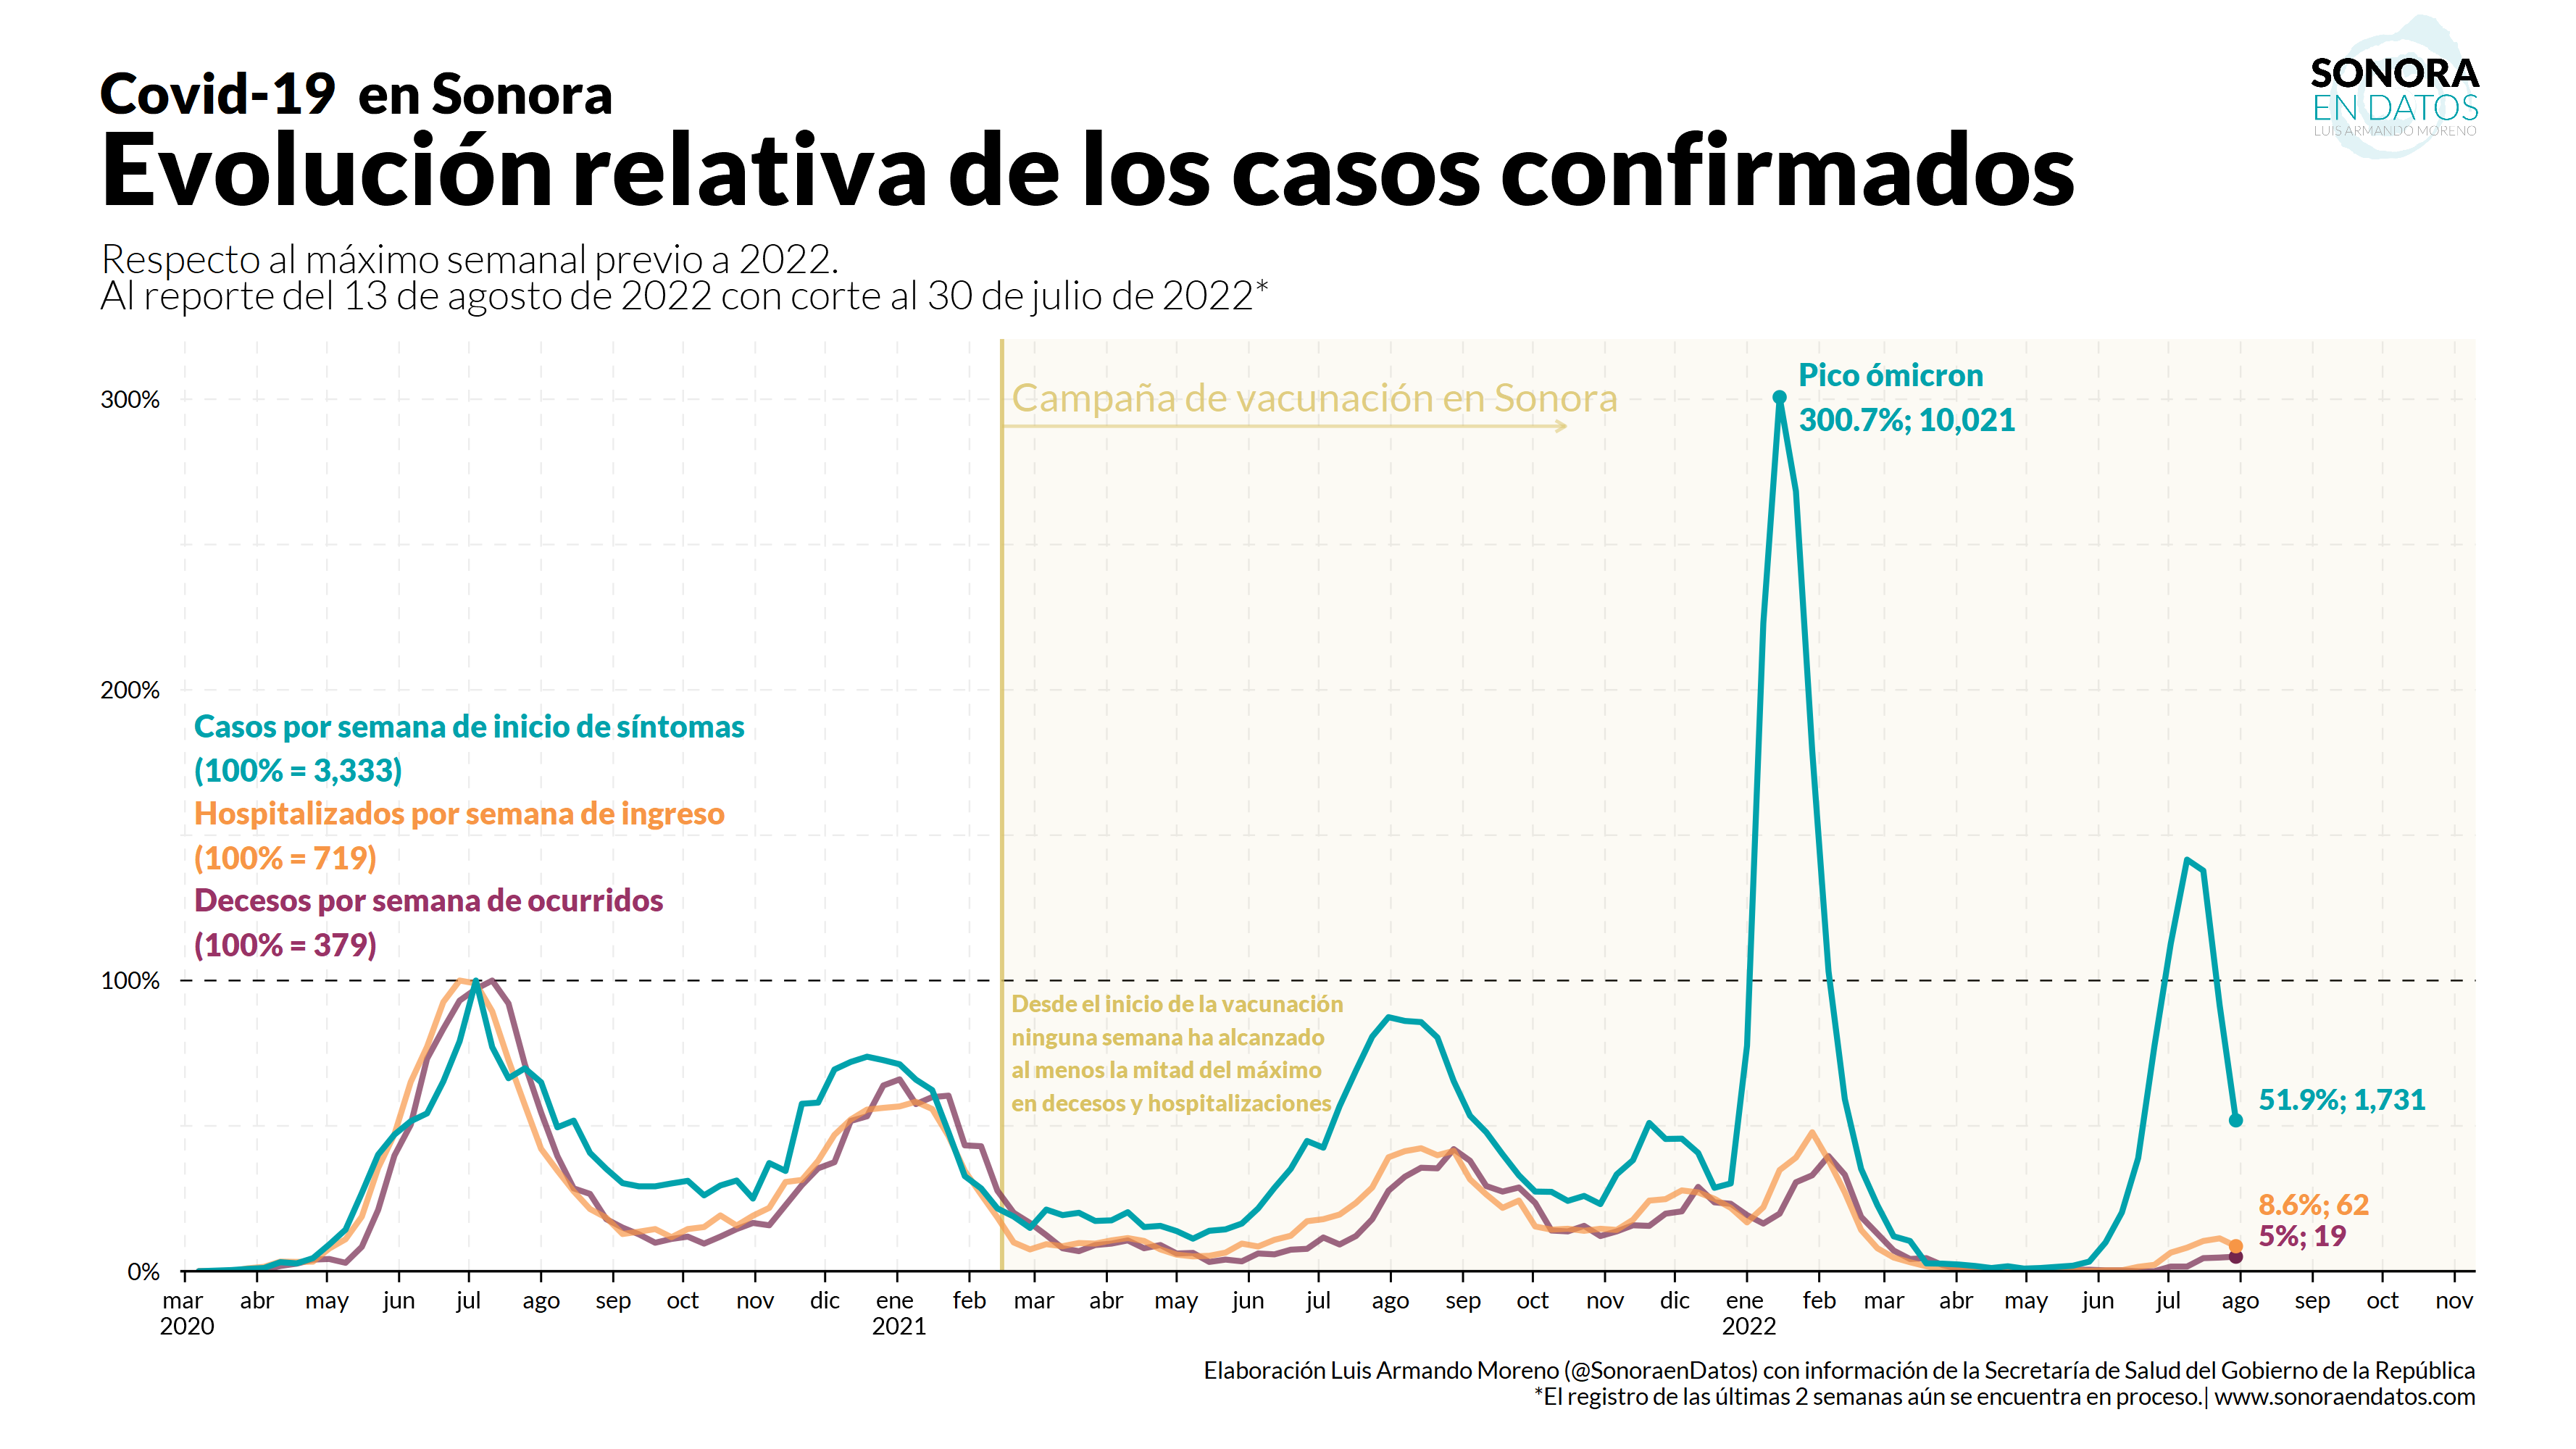 Covid-19 en Sonora
Evolución relativa de los casos confirmados
Respecto al máximo semanal previo a 2022.
Al reporte del 13 de agosto de 2022 con corte al 30 de julio de 2022*
SONORA
EN DATOS
LUIS ARMANDO MORENO
300%
200%
100%
0%
Campaña de vacunación en Sonora
Pico ómicron
300.7%; 10,021
Casos por semana de inicio de síntomas
(100% = 3,333)
Hospitalizados por semana de ingreso
(100% = 719)
Decesos por semana de ocurridos
(100% = 379)
Desde el inicio de la vacunación
ninguna semana ha alcanzado
al menos la mitad del máximo
en decesos y hospitalizaciones
51.9%; 1,731
8.6%; 62
5%; 19
mar abr may jun jul ago sep oct nov dic ene feb mar abr may jun jul ago sep oct nov dic ene feb mar abr may jun jul ago sep oct nov
2020 2021 2022
Elaboración Luis Armando Moreno (@SonoraenDatos) con información de la Secretaría de Salud del Gobierno de la República
*El registro de las últimas 2 semanas aún se encuentra en proceso.| www.sonoraendatos.com